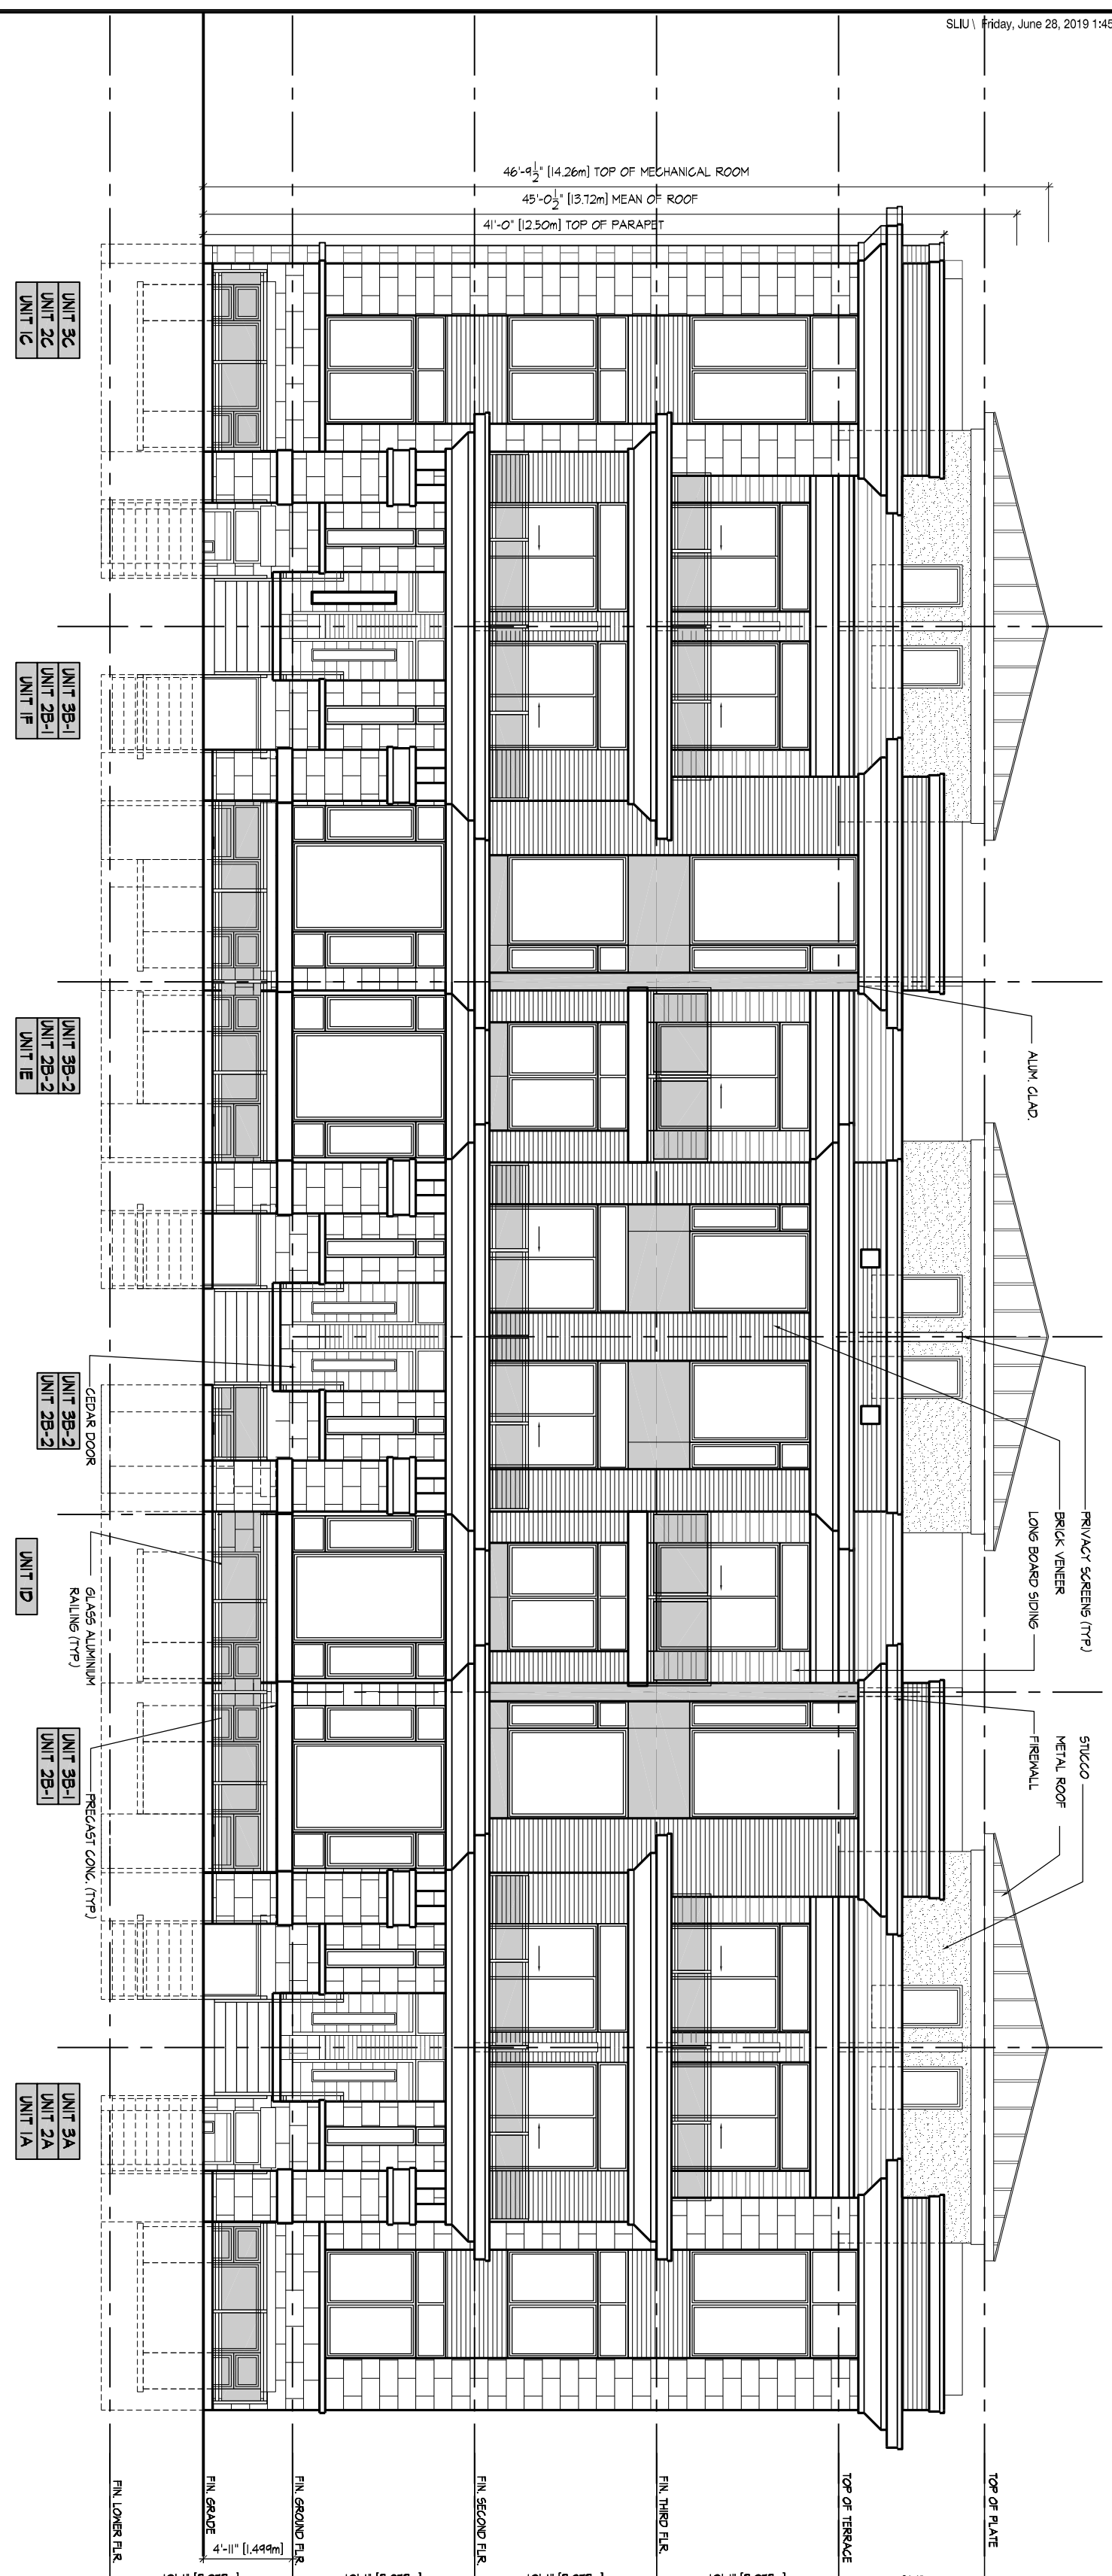 SLIU \ Friday, June 28, 2019 1:45
46'-9 1/2" [14.26m] TOP OF MECHANICAL ROOM
45'-0 1/2" [13.72m] MEAN OF ROOF
41'-0" [12.50m] TOP OF PARAPET
UNIT 3C
UNIT 2C
UNIT 1C
UNIT 3B-1
UNIT 2B-1
UNIT 1F
UNIT 3B-2
UNIT 2B-2
UNIT 1E
ALUM. CLAD.
CEDAR DOOR
UNIT 3B-2
UNIT 2B-2
PRIVACY SCREENS (TYP.)
BRICK VENEER
LONG BOARD SIDING
UNIT 1D
GLASS ALUMINIUM
RAILING (TYP.)
STUCCO
METAL ROOF
FIREWALL
UNIT 3B-1
UNIT 2B-1
PRECAST CONC. (TYP.)
UNIT 3A
UNIT 2A
UNIT 1A
TOP OF PLATE
TOP OF TERRACE
FIN. THIRD FLR.
FIN. SECOND FLR.
FIN. GROUND FLR.
FIN. GRADE
FIN. LOWER FLR.
4'-11" [1.499m]